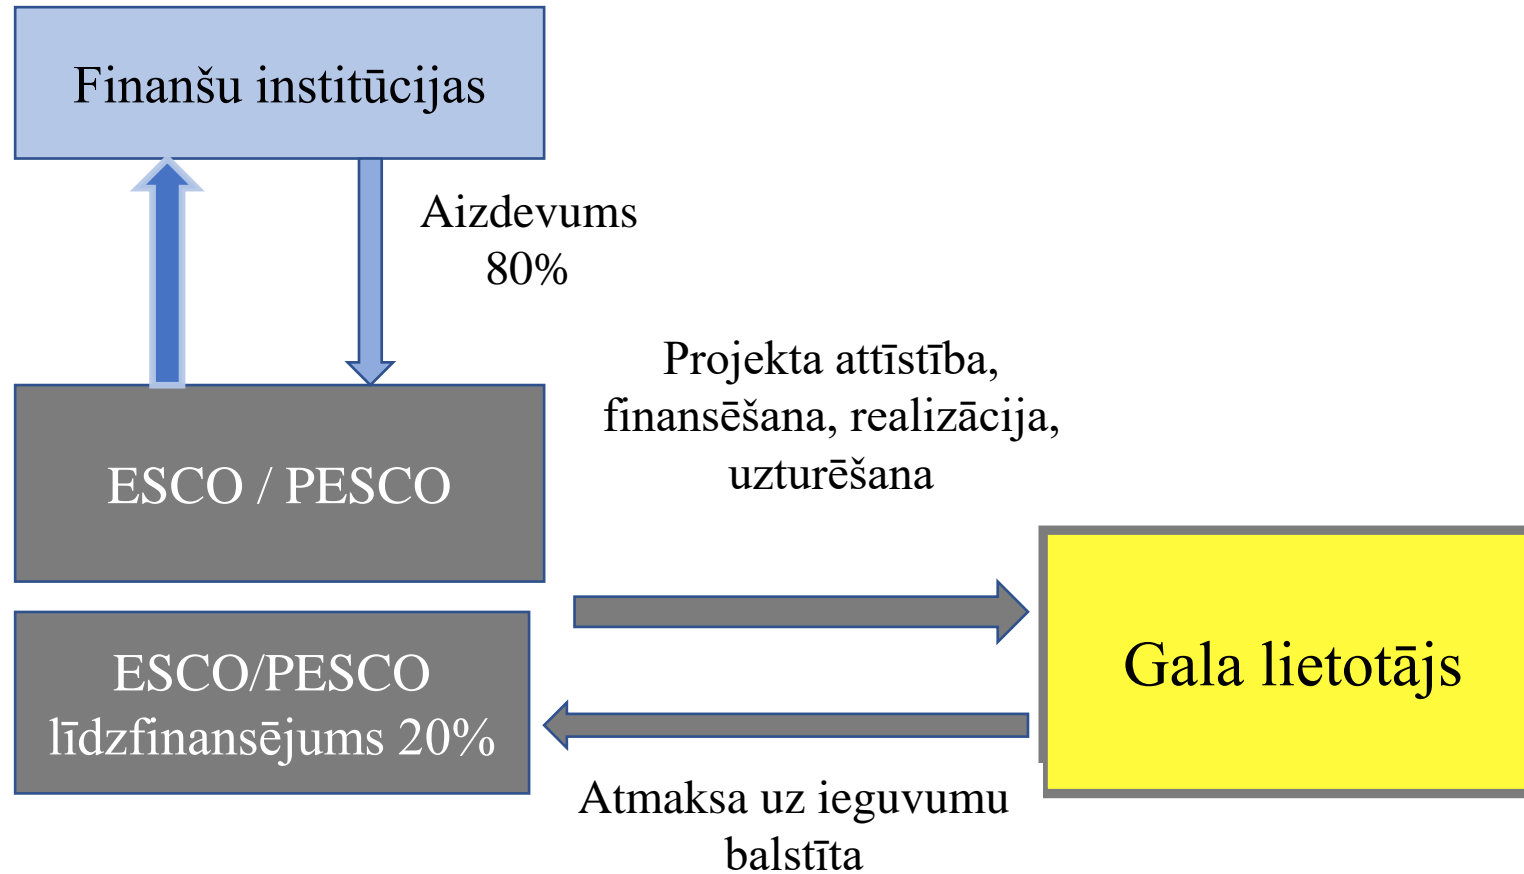 Finanšu institūcijas
Aizdevums
80%
Projekta attīstība,
finansēšana, realizācija,
uzturēšana
ESCO / PESCO
ESCO/PESCO
līdzfinansējums 20%
Gala lietotājs
Atmaksa uz ieguvumu
balstīta